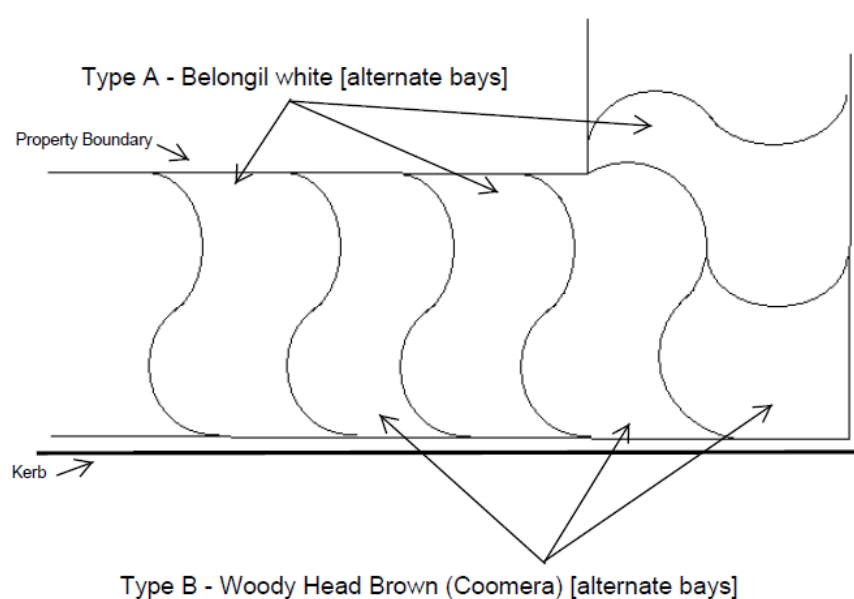 Type A - Belongil white [alternate bays]
Property Boundary
Kerb
Type B - Woody Head Brown (Coomera) [alternate bays]